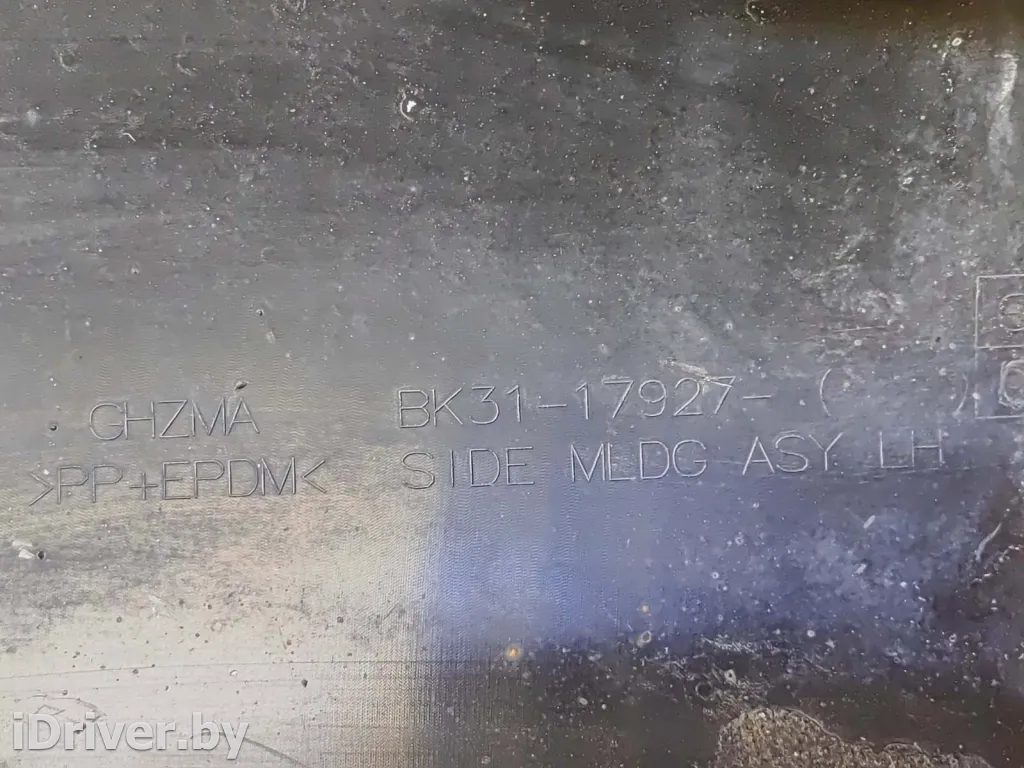 GHZMA BK31-17927- ( )
>PP+EPDM< SIDE MLDG ASY LH
iDriver.by